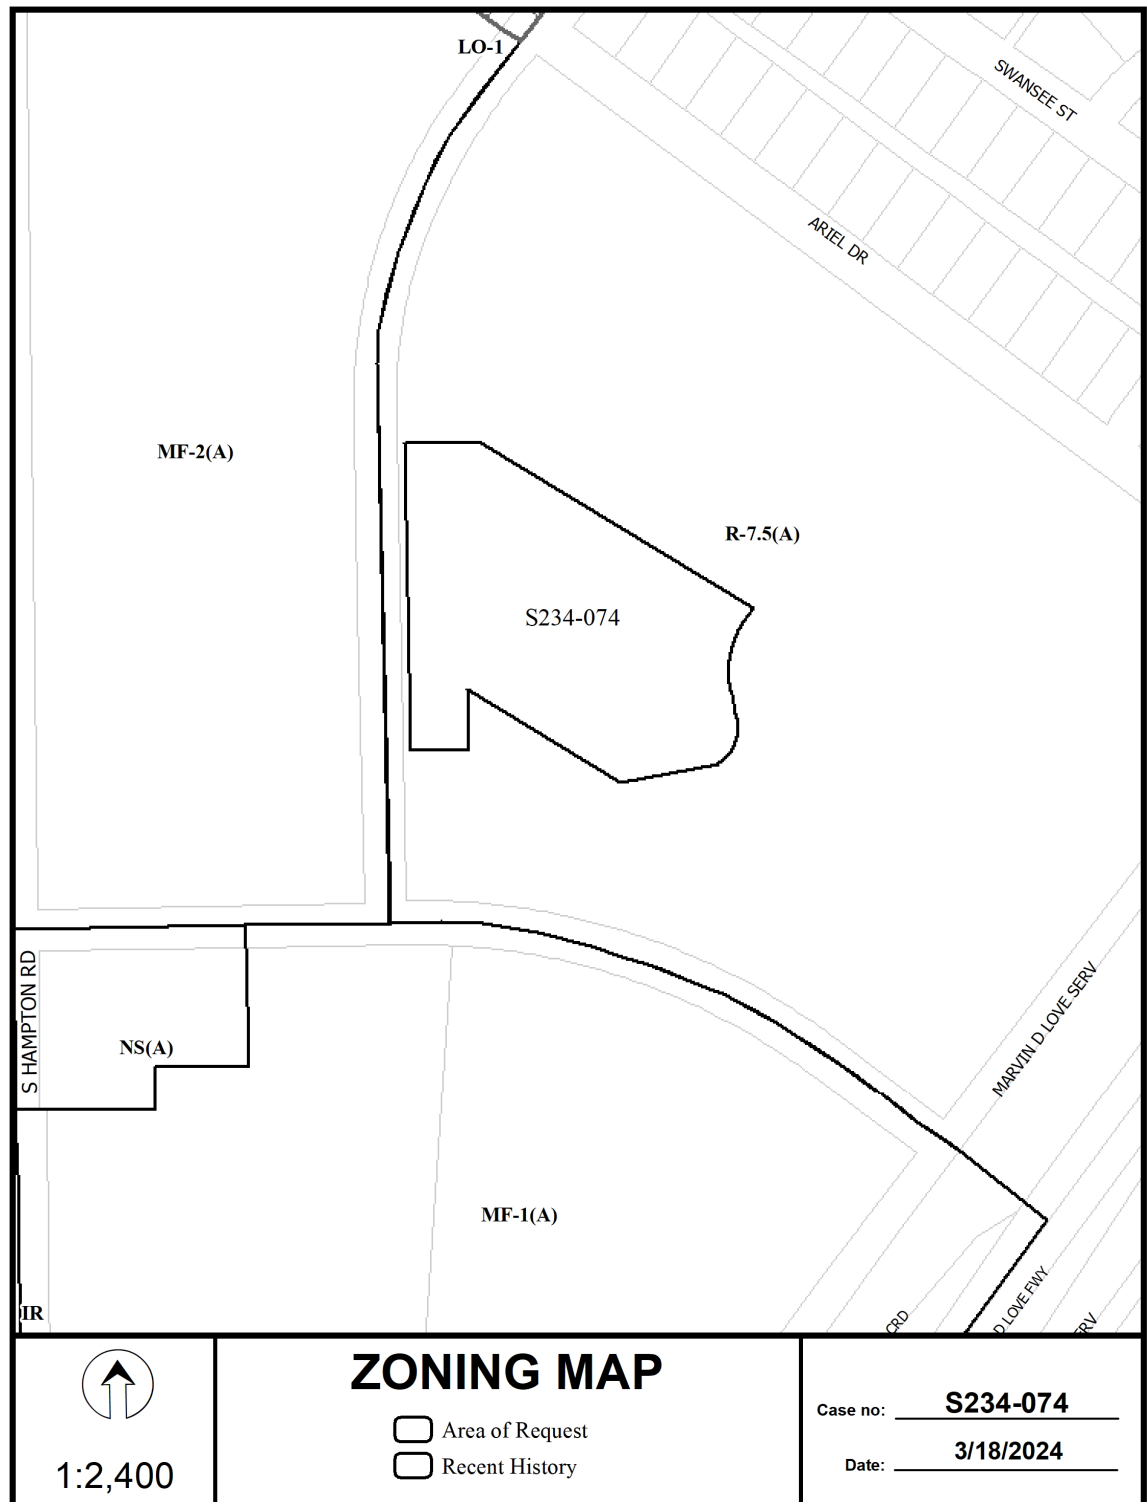 LO-1
SWANSEE ST
ARIEL DR
MF-2(A)
R-7.5(A)
S234-074
S HAMPTON RD
NS(A)
MARVIN D LOVE SERV
MF-1(A)
IR
CRD
D LOVE FWY
ERV
ZONING MAP
Area of Request
Recent History
1:2,400
Case no: S234-074
Date: 3/18/2024